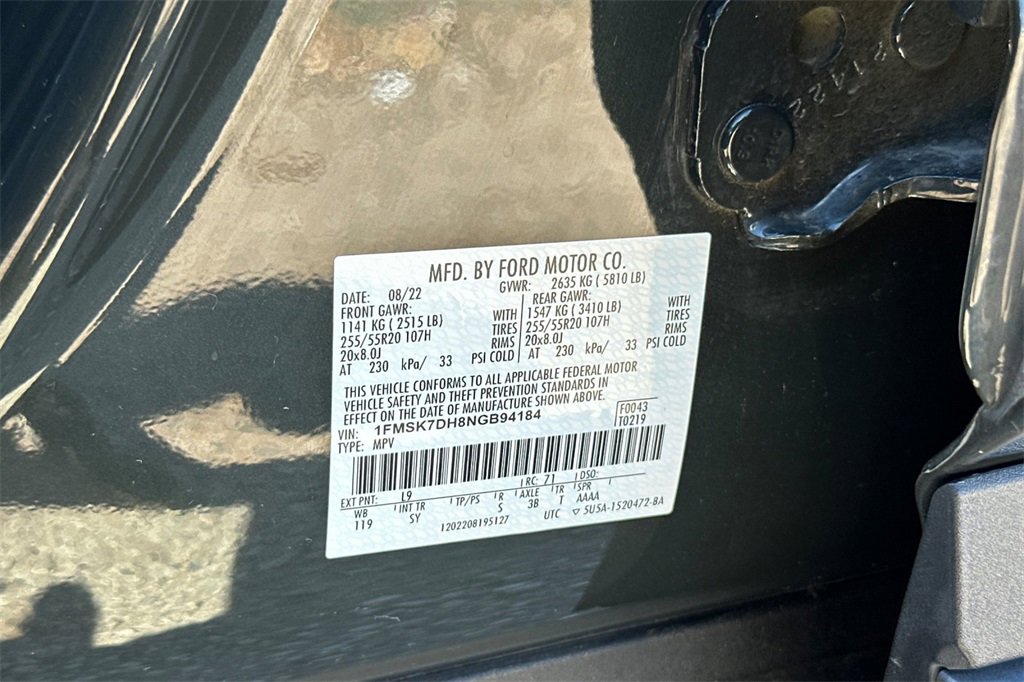 MFD. BY FORD MOTOR CO.
DATE: 08/22 GVWR: 2635 KG ( 5810 LB)
FRONT GAWR: REAR GAWR:
1141 KG ( 2515 LB) WITH 1547 KG ( 3410 LB) WITH
255/55R20 107H TIRES 255/55R20 107H TIRES
20x8.0J RIMS 20x8.0J RIMS
AT 230 kPa/ 33 PSI COLD AT 230 kPa/ 33 PSI COLD
THIS VEHICLE CONFORMS TO ALL APPLICABLE FEDERAL MOTOR
VEHICLE SAFETY AND THEFT PREVENTION STANDARDS IN
EFFECT ON THE DATE OF MANUFACTURE SHOWN ABOVE.
VIN: 1FMSK7DH8NGB94184 F0043
TYPE: MPV T0219
EXT PNT: L9 RC: 71 DSO:
WB INT TR TP/PS R AXLE TR SPR
119 SY S 3B T AAAA
1202208195127 UTC ▽ 5U5A-1520472-BA